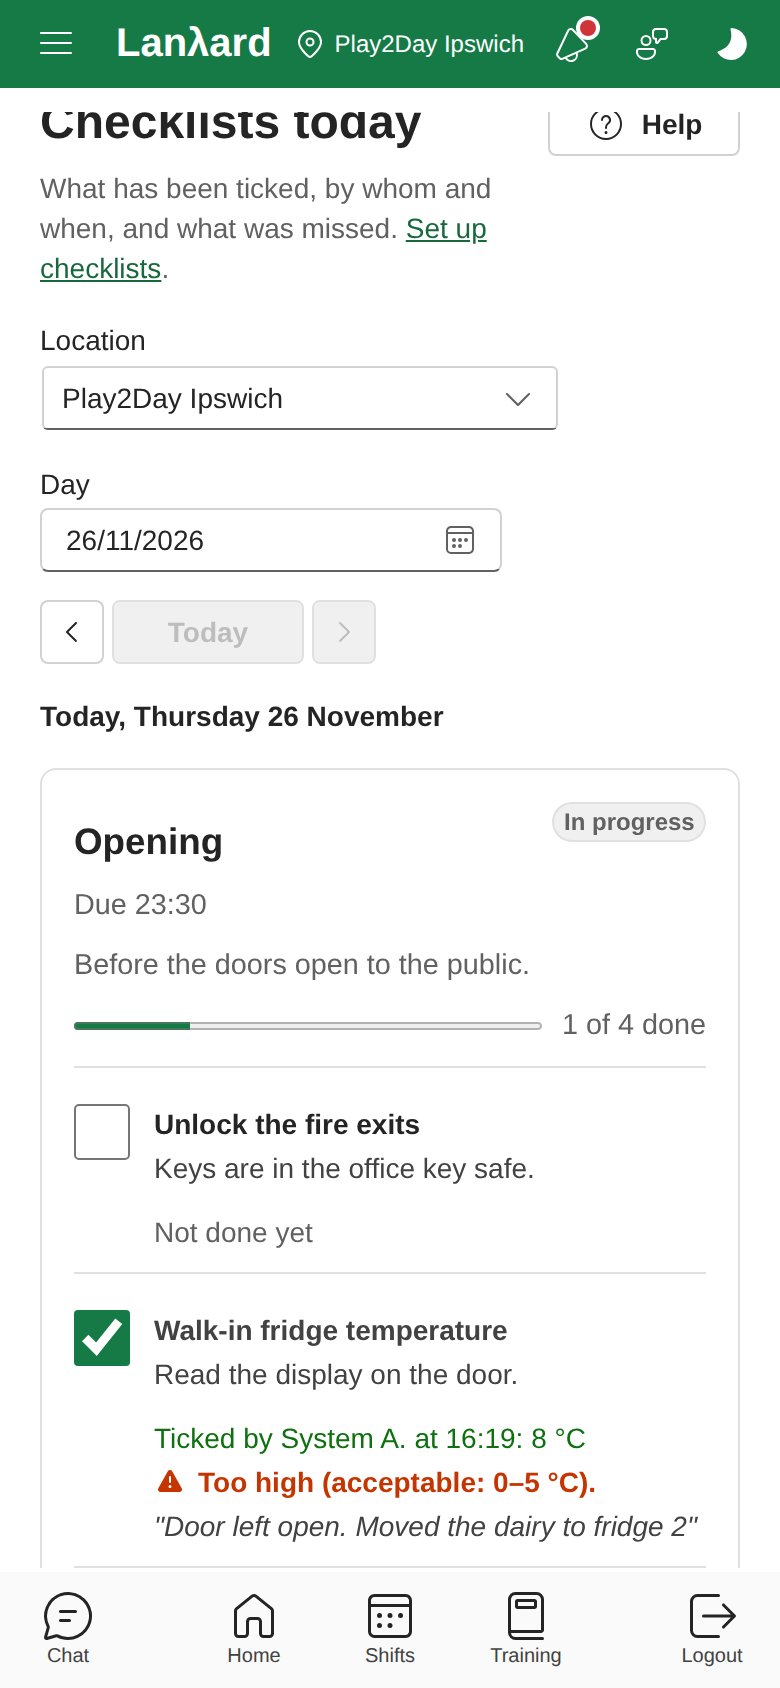 Lanλard
Play2Day Ipswich
Checklists today
Help
What has been ticked, by whom and
when, and what was missed. Set up
checklists.
Location
Play2Day Ipswich
Day
26/11/2026
Today
Today, Thursday 26 November
Opening
In progress
Due 23:30
Before the doors open to the public.
1 of 4 done
Unlock the fire exits
Keys are in the office key safe.
Not done yet
Walk-in fridge temperature
Read the display on the door.
Ticked by System A. at 16:19: 8 °C
Too high (acceptable: 0–5 °C).
"Door left open. Moved the dairy to fridge 2"
Chat
Home
Shifts
Training
Logout